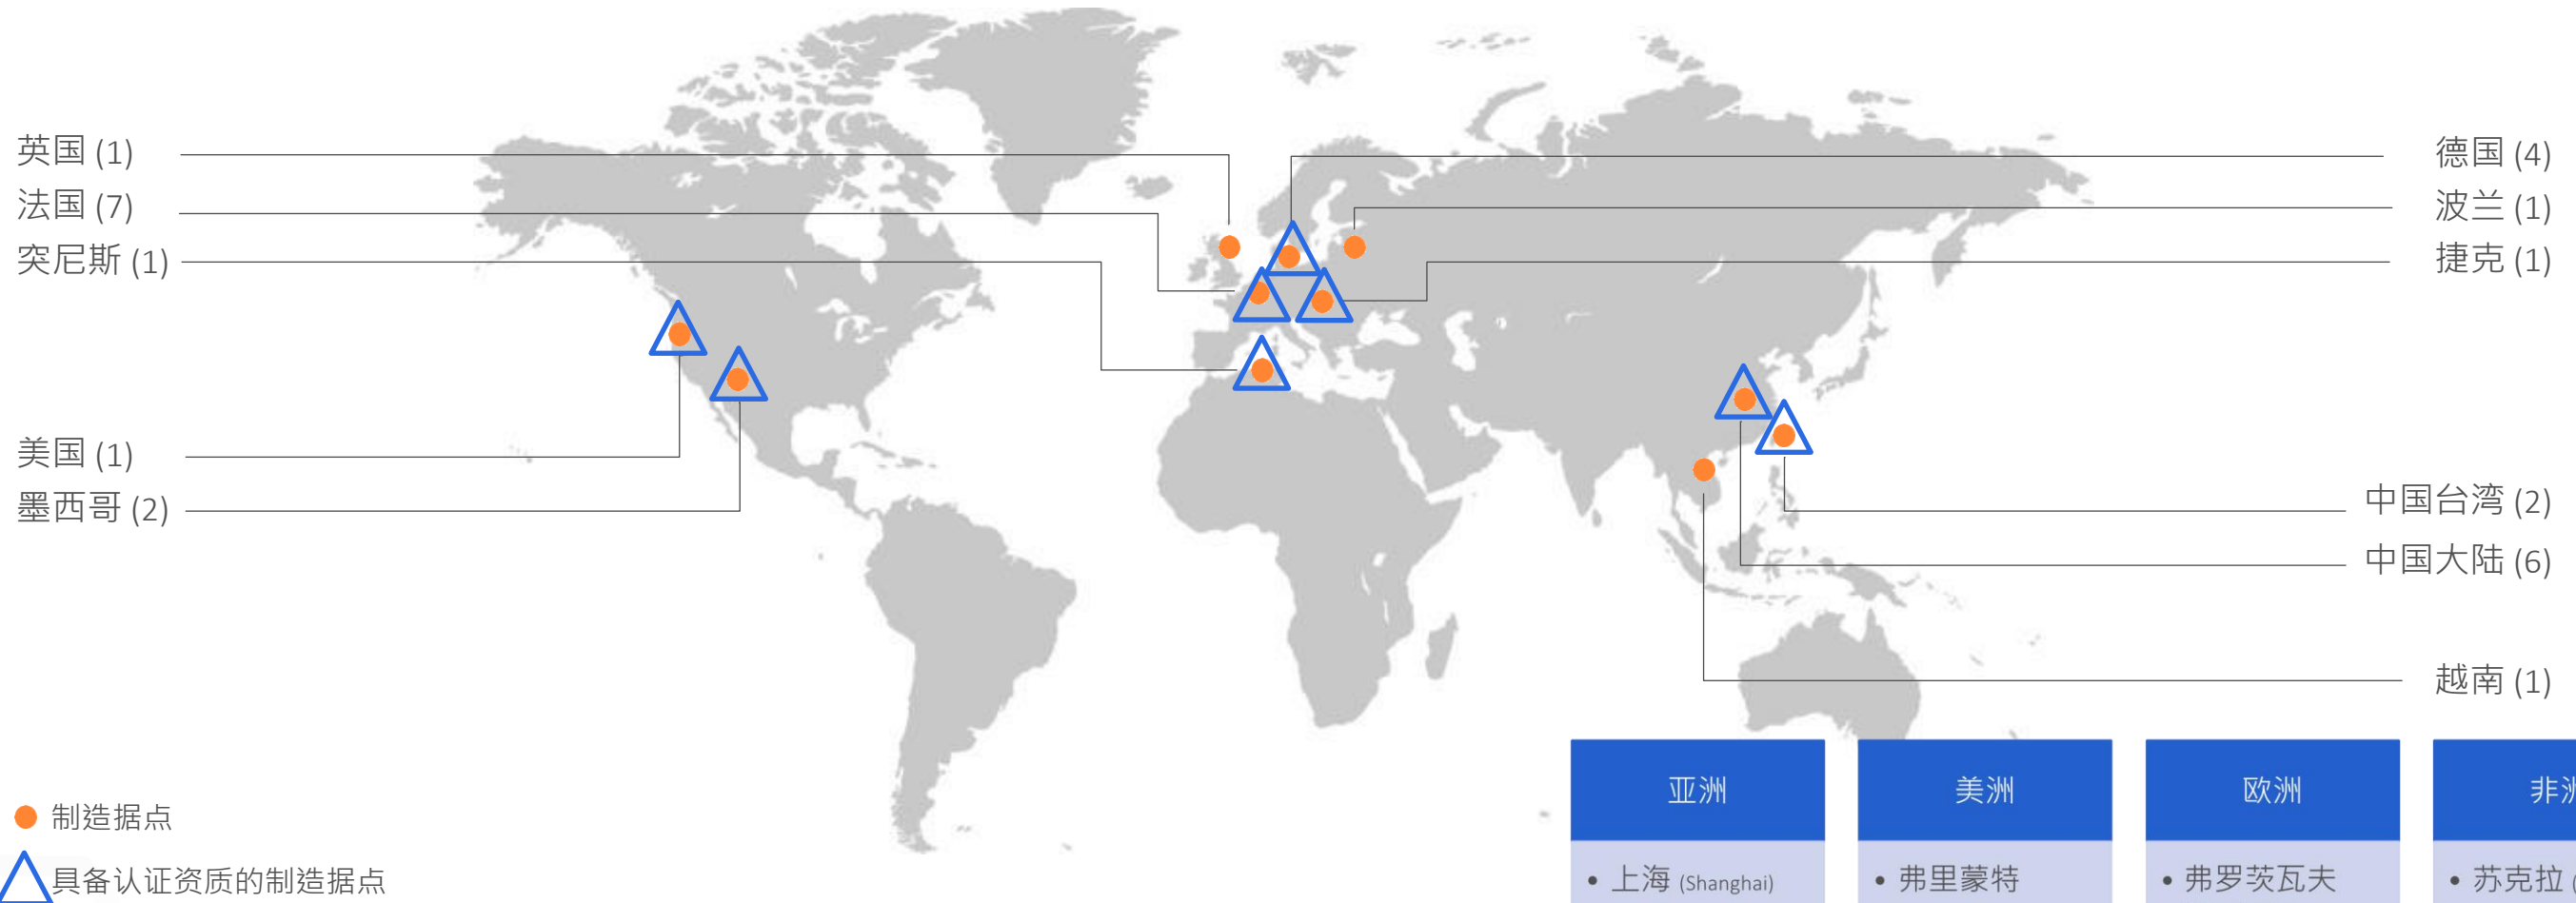 英国 (1)
法国 (7)
突尼斯 (1)
美国 (1)
墨西哥 (2)
德国 (4)
波兰 (1)
捷克 (1)
中国台湾 (2)
中国大陆 (6)
越南 (1)
制造据点
具备认证资质的制造据点
亚洲
• 上海 (Shanghai)
美洲
• 弗里蒙特
欧洲
• 弗罗茨瓦夫
非
• 苏克拉 (